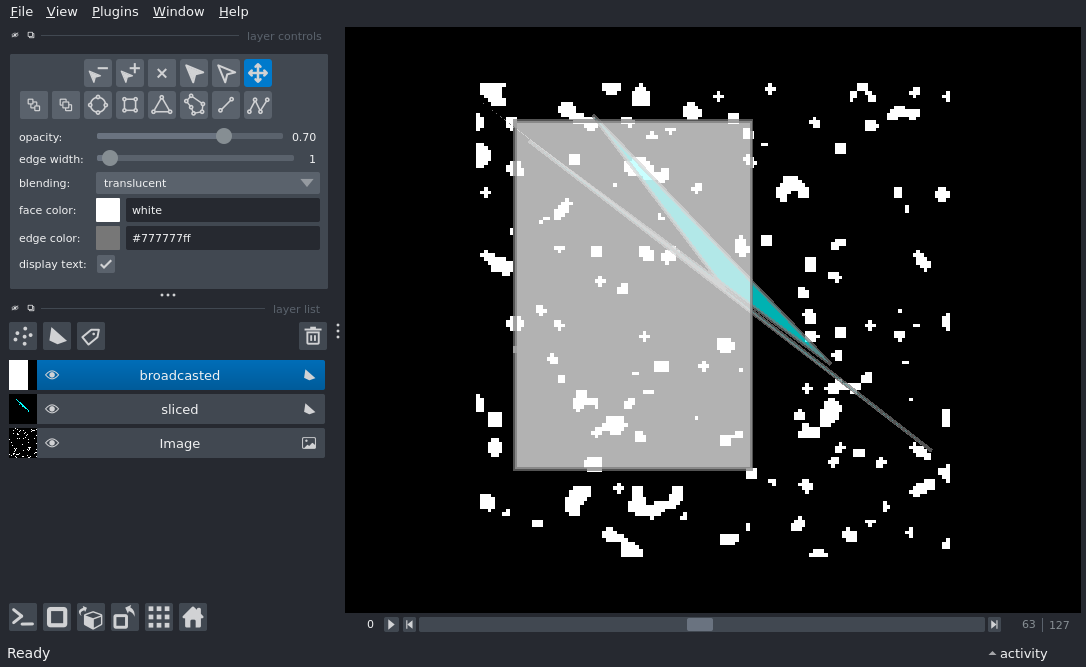 File View Plugins Window Help
layer controls
opacity: 0.70
edge width: 1
blending: translucent
face color: white
edge color: #777777ff
display text:
layer list
broadcasted
sliced
Image
0 63 127
Ready activity